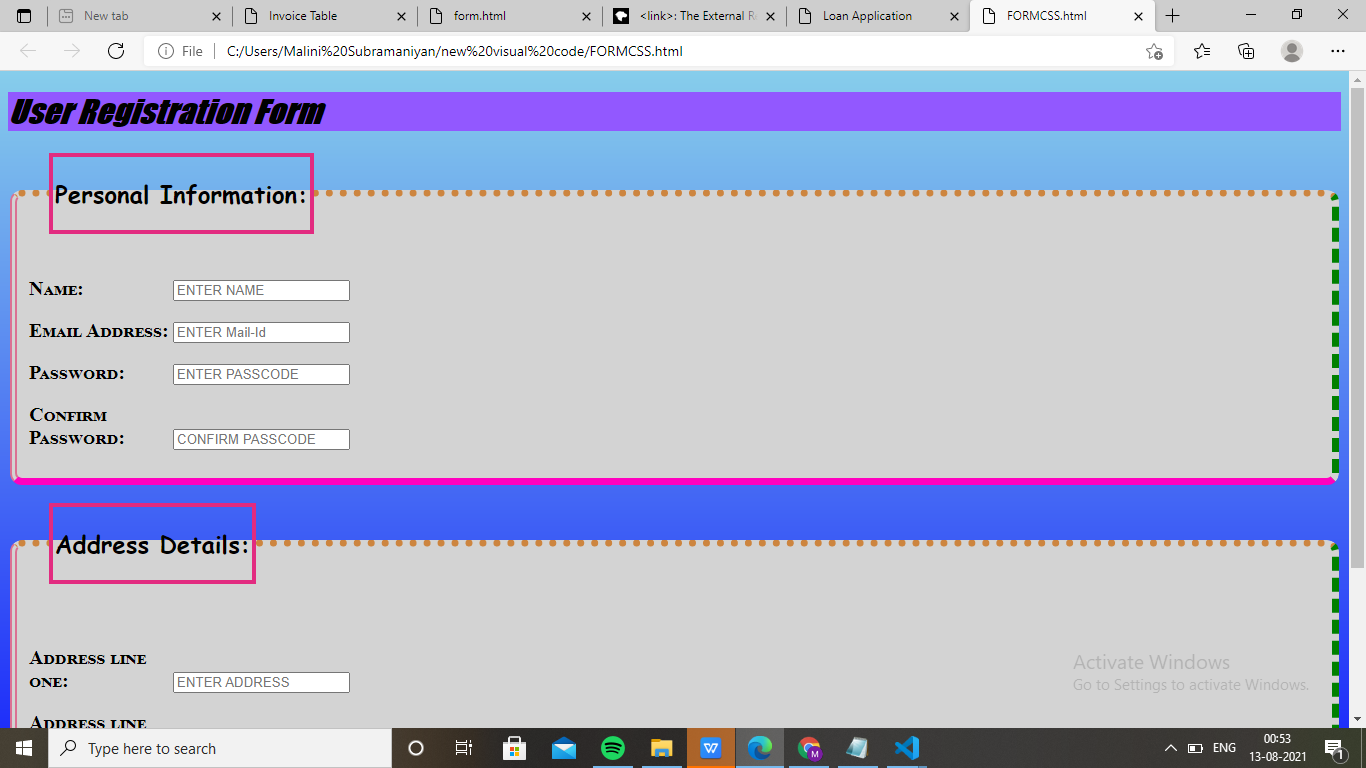 New tab
Invoice Table
form.html
<link>: The External Re
Loan Application
FORMCSS.html
File
C:/Users/Malini%20Subramaniyan/new%20visual%20code/FORMCSS.html
User Registration Form
Personal Information:
Name:
ENTER NAME
Email Address:
ENTER Mail-Id
Password:
ENTER PASSCODE
Confirm
Password:
CONFIRM PASSCODE
Address Details:
Address line
one:
ENTER ADDRESS
Address line
Activate Windows
Go to Settings to activate Windows.
Type here to search
W
M
ENG
00:53
13-08-2021
1